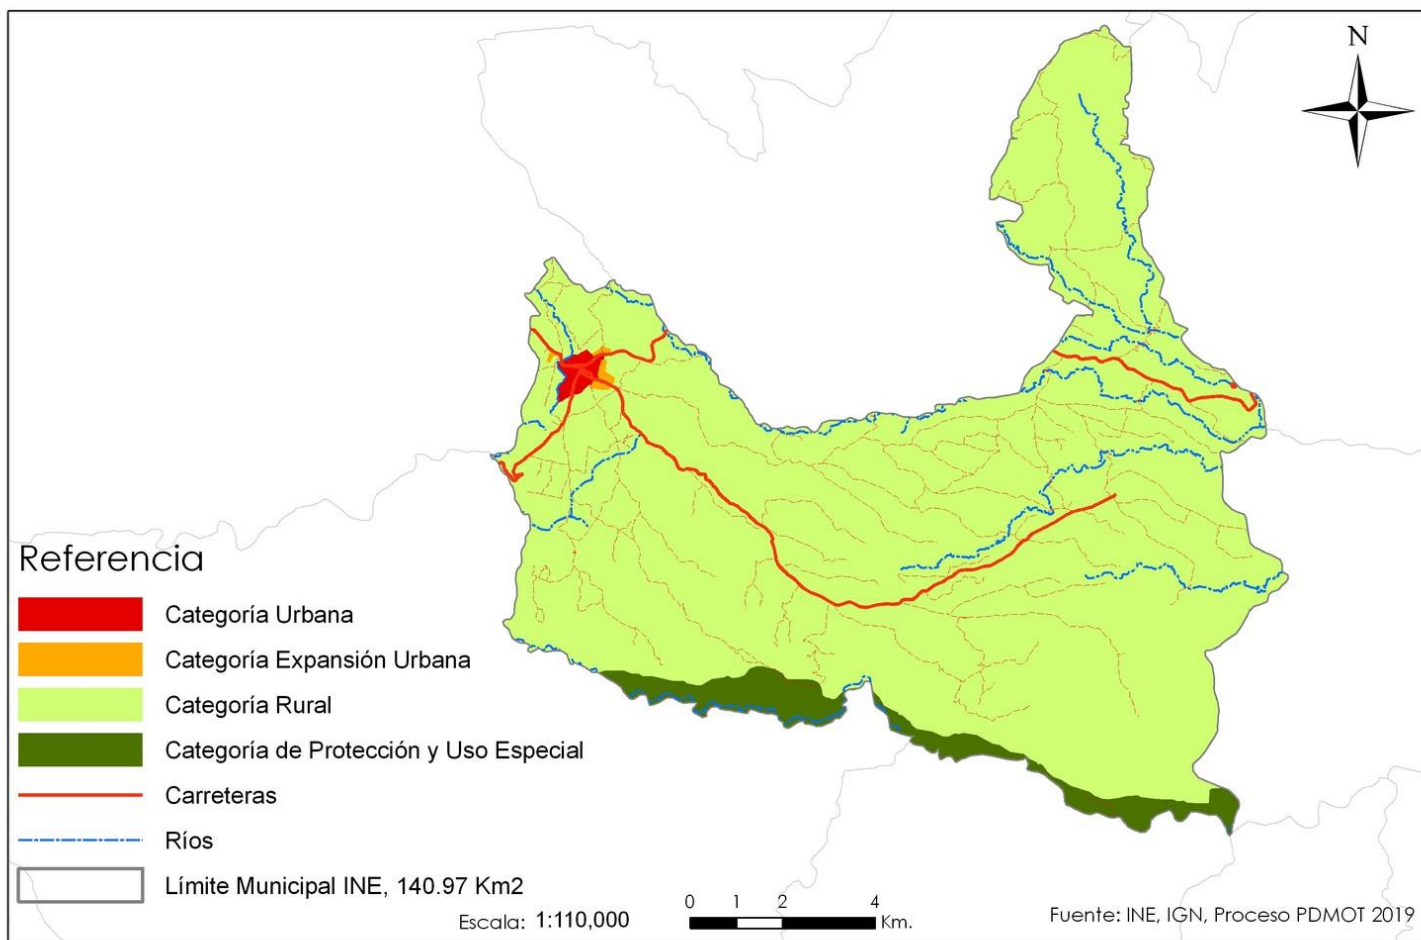 N
Referencia
Categoría Urbana
Categoría Expansión Urbana
Categoría Rural
Categoría de Protección y Uso Especial
Carreteras
Ríos
Límite Municipal INE, 140.97 Km2
Escala: 1:110,000
0 1 2 4
Km.
Fuente: INE, IGN, Proceso PDMOT 2019